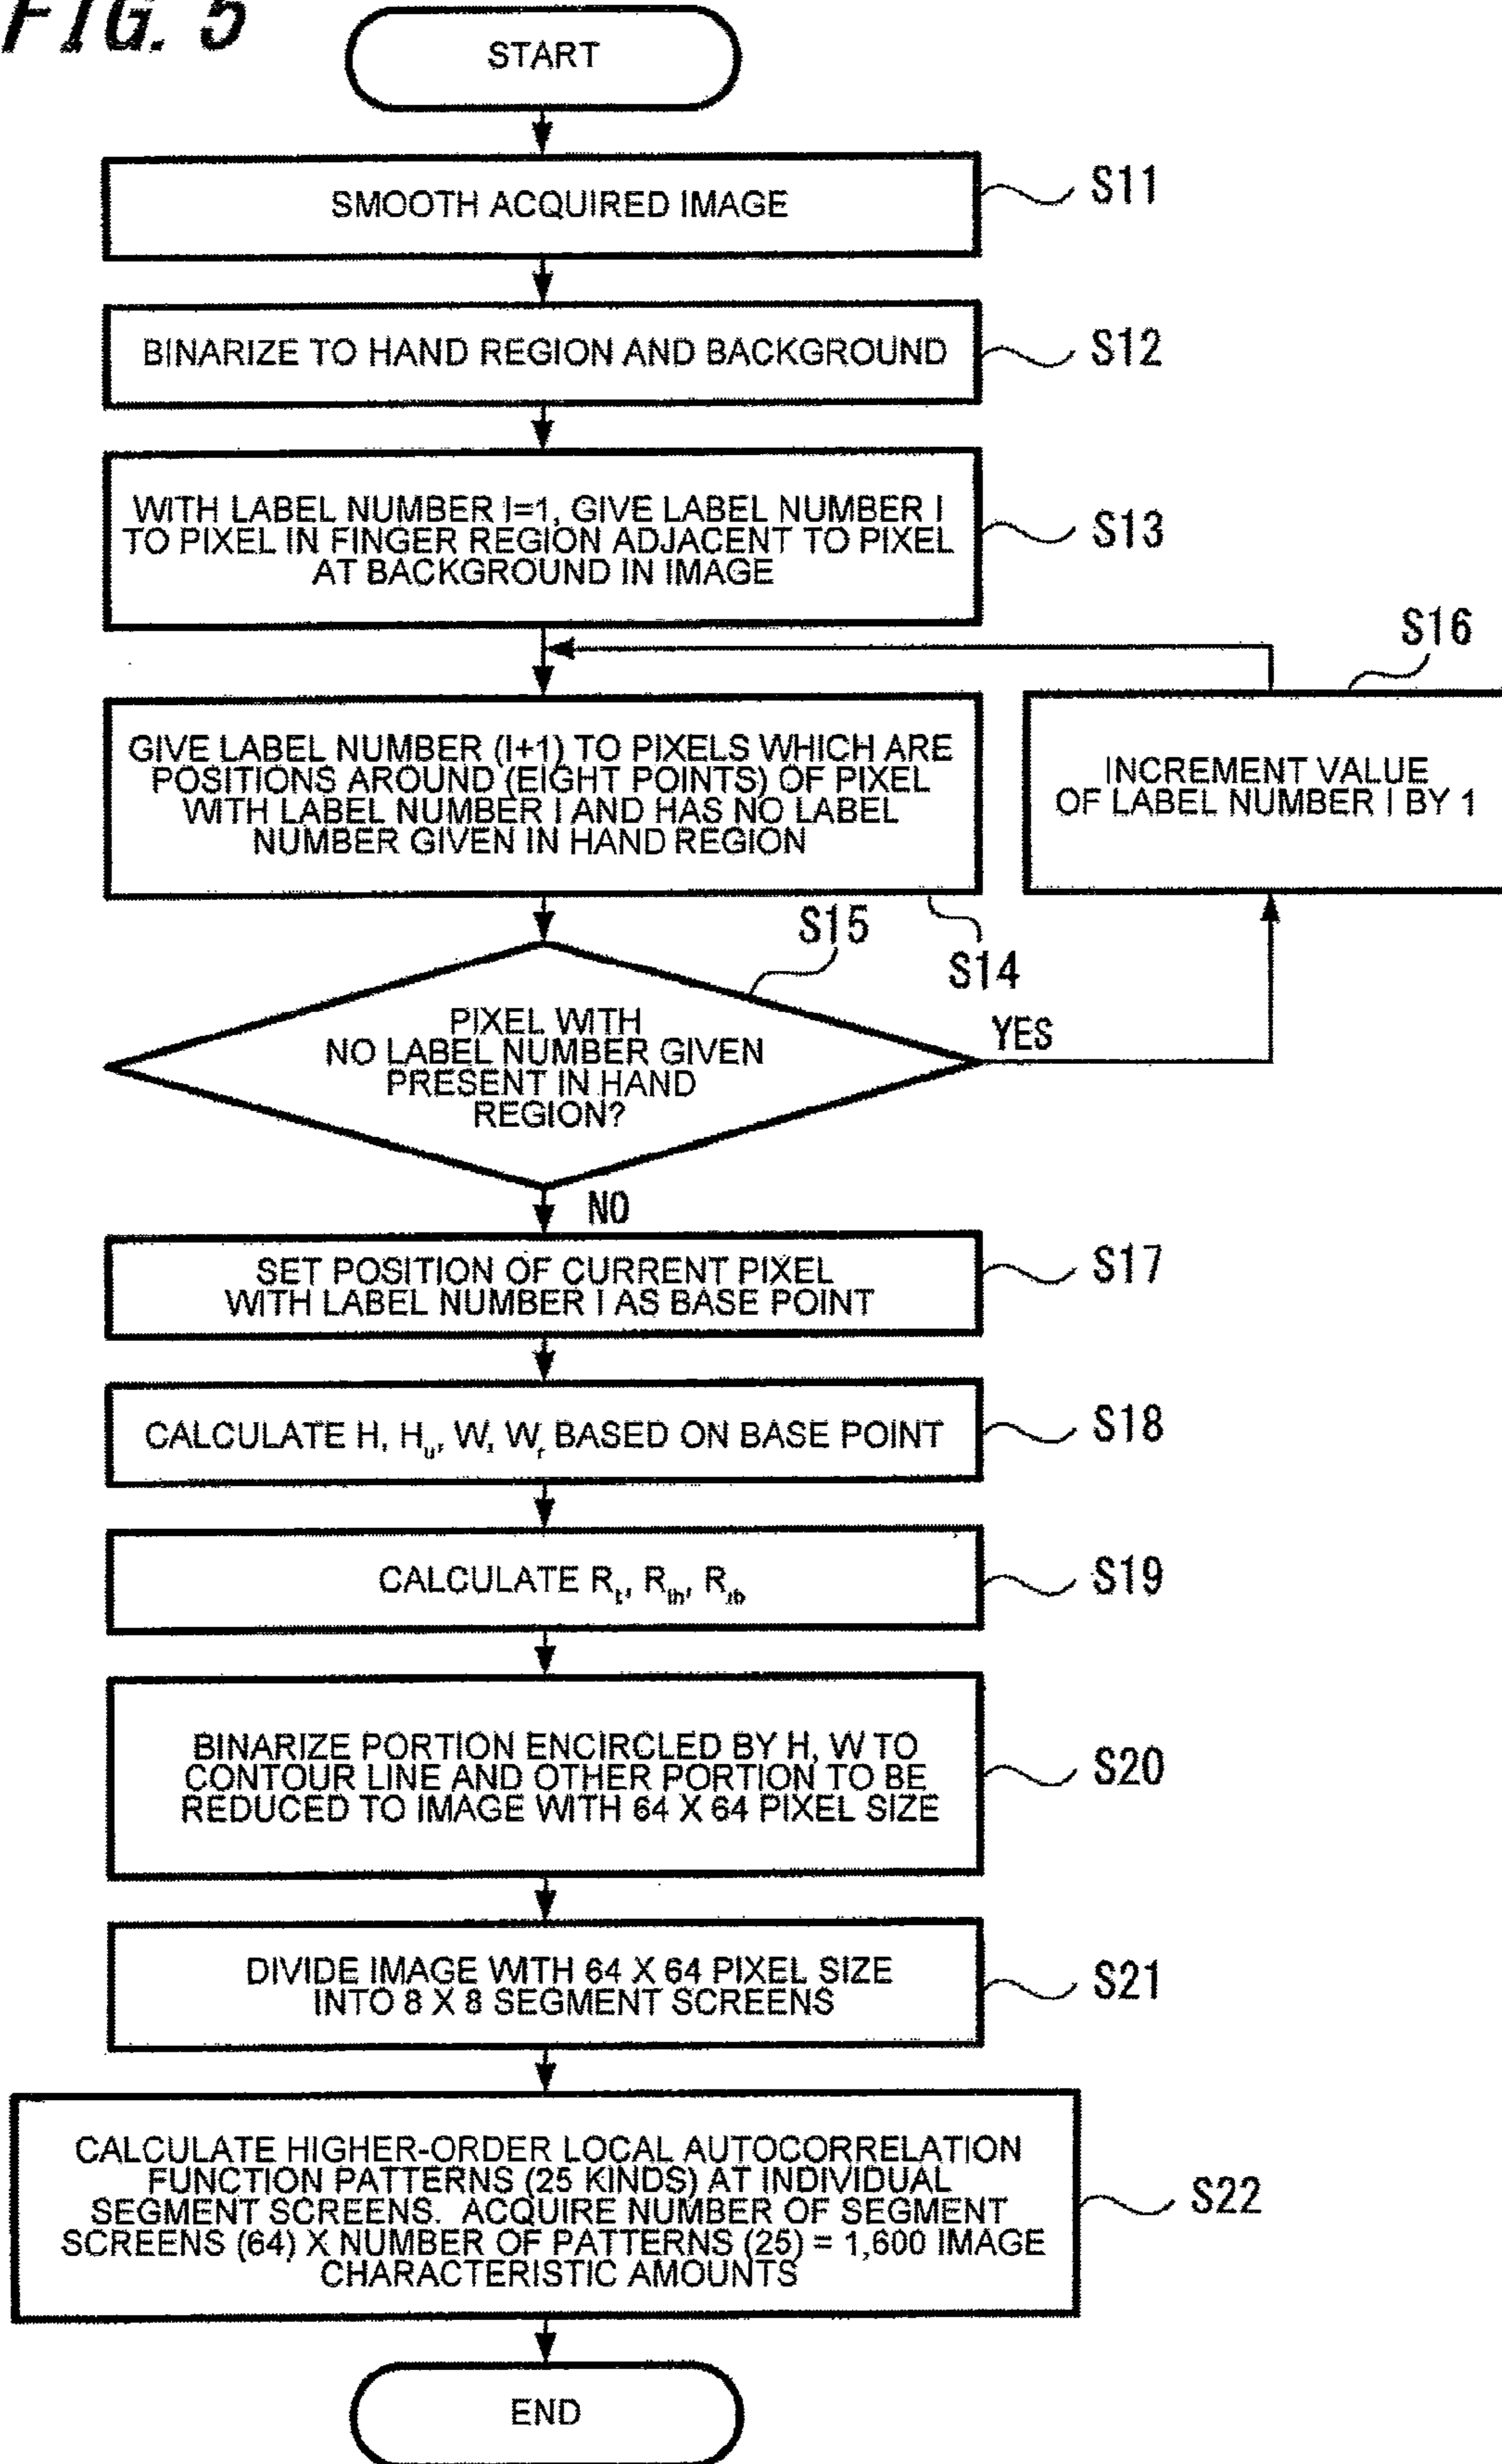 FIG. 5
START
SMOOTH ACQUIRED IMAGE
S11
BINARIZE TO HAND REGION AND BACKGROUND
S12
WITH LABEL NUMBER I=1, GIVE LABEL NUMBER I
TO PIXEL IN FINGER REGION ADJACENT TO PIXEL
AT BACKGROUND IN IMAGE
S13
S16
GIVE LABEL NUMBER (I+1) TO PIXELS WHICH ARE
POSITIONS AROUND (EIGHT POINTS) OF PIXEL
WITH LABEL NUMBER I AND HAS NO LABEL
NUMBER GIVEN IN HAND REGION
INCREMENT VALUE
OF LABEL NUMBER I BY 1
S15
S14
PIXEL WITH
NO LABEL NUMBER GIVEN
PRESENT IN HAND
REGION?
YES
NO
SET POSITION OF CURRENT PIXEL
WITH LABEL NUMBER I AS BASE POINT
S17
CALCULATE H, Hu, W, Wr BASED ON BASE POINT
S18
CALCULATE Rt, Rth, Rrb
S19
BINARIZE PORTION ENCIRCLED BY H, W TO
CONTOUR LINE AND OTHER PORTION TO BE
REDUCED TO IMAGE WITH 64 X 64 PIXEL SIZE
S20
DIVIDE IMAGE WITH 64 X 64 PIXEL SIZE
INTO 8 X 8 SEGMENT SCREENS
S21
CALCULATE HIGHER-ORDER LOCAL AUTOCORRELATION
FUNCTION PATTERNS (25 KINDS) AT INDIVIDUAL
SEGMENT SCREENS. ACQUIRE NUMBER OF SEGMENT
SCREENS (64) X NUMBER OF PATTERNS (25) = 1,600 IMAGE
CHARACTERISTIC AMOUNTS
S22
END